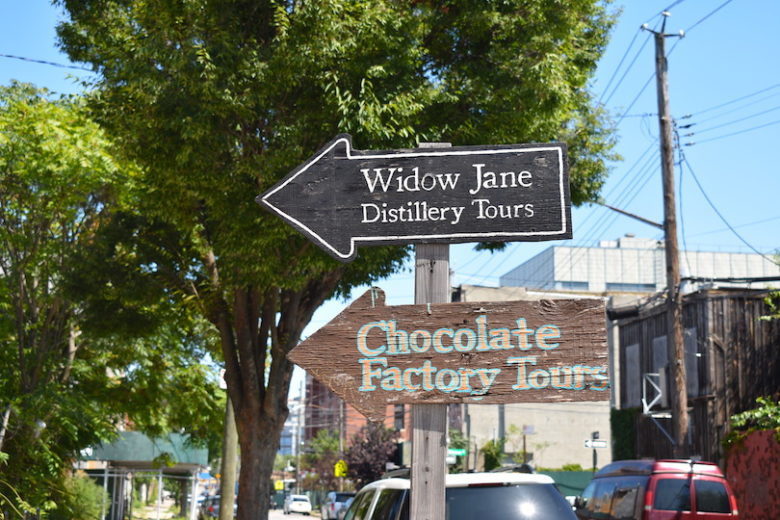 Widow Jane
Distillery Tours
Chocolate
Factory Tours